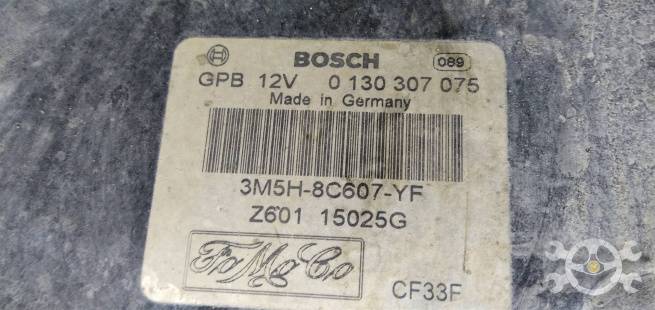 BOSCH 089
GPB 12V 0 130 307 075
Made in Germany
3M5H-8C607-YF
Z601 15025G
FoMoCo
CF33F